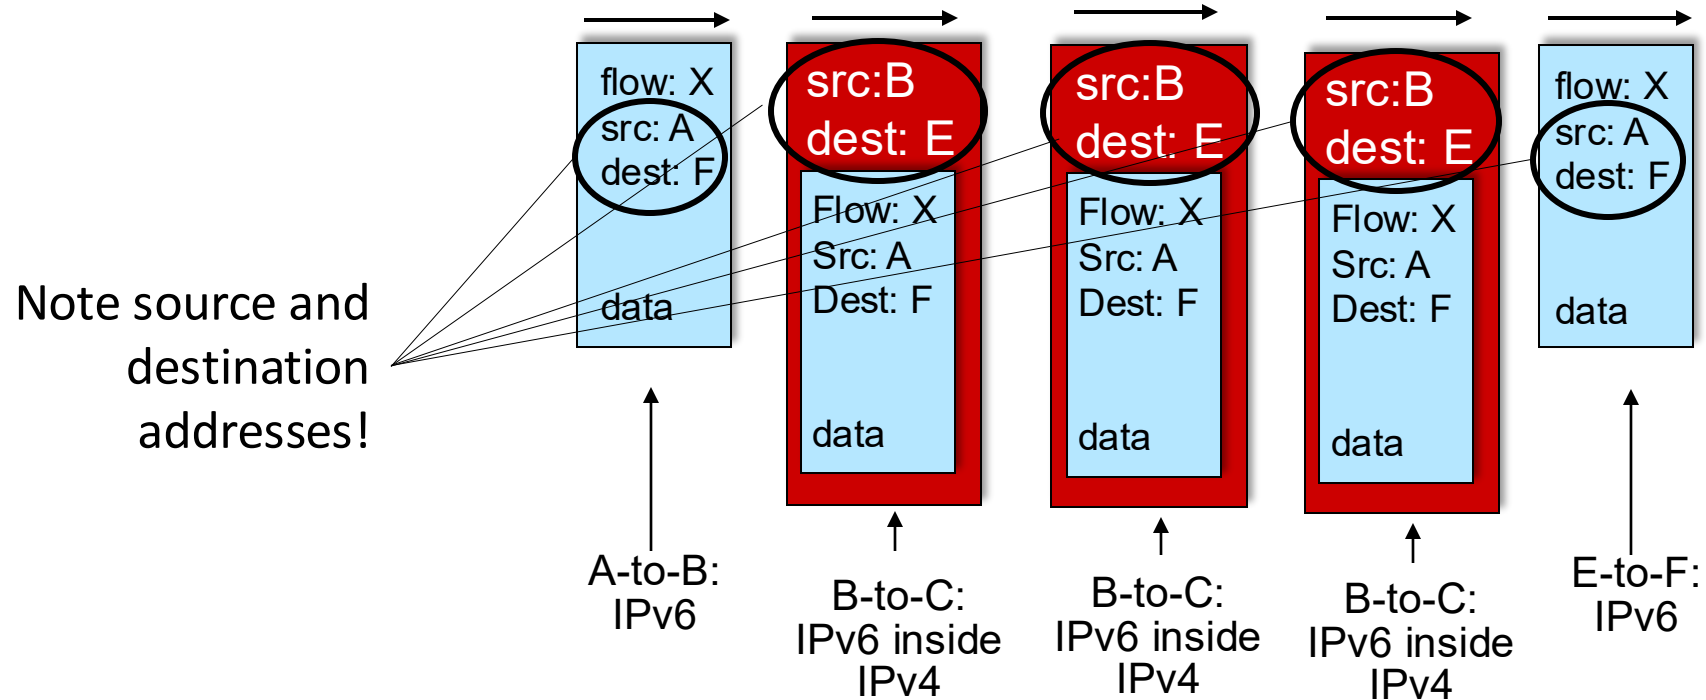 Note source and
destination
addresses!
flow: X
src: A
dest: F
data
A-to-B:
IPv6
src:B
dest: E
Flow: X
Src: A
Dest: F
data
B-to-C:
IPv6 inside
IPv4
src:B
dest: E
Flow: X
Src: A
Dest: F
data
B-to-C:
IPv6 inside
IPv4
src:B
dest: E
Flow: X
Src: A
Dest: F
data
B-to-C:
IPv6 inside
IPv4
flow: X
src: A
dest: F
data
E-to-F:
IPv6